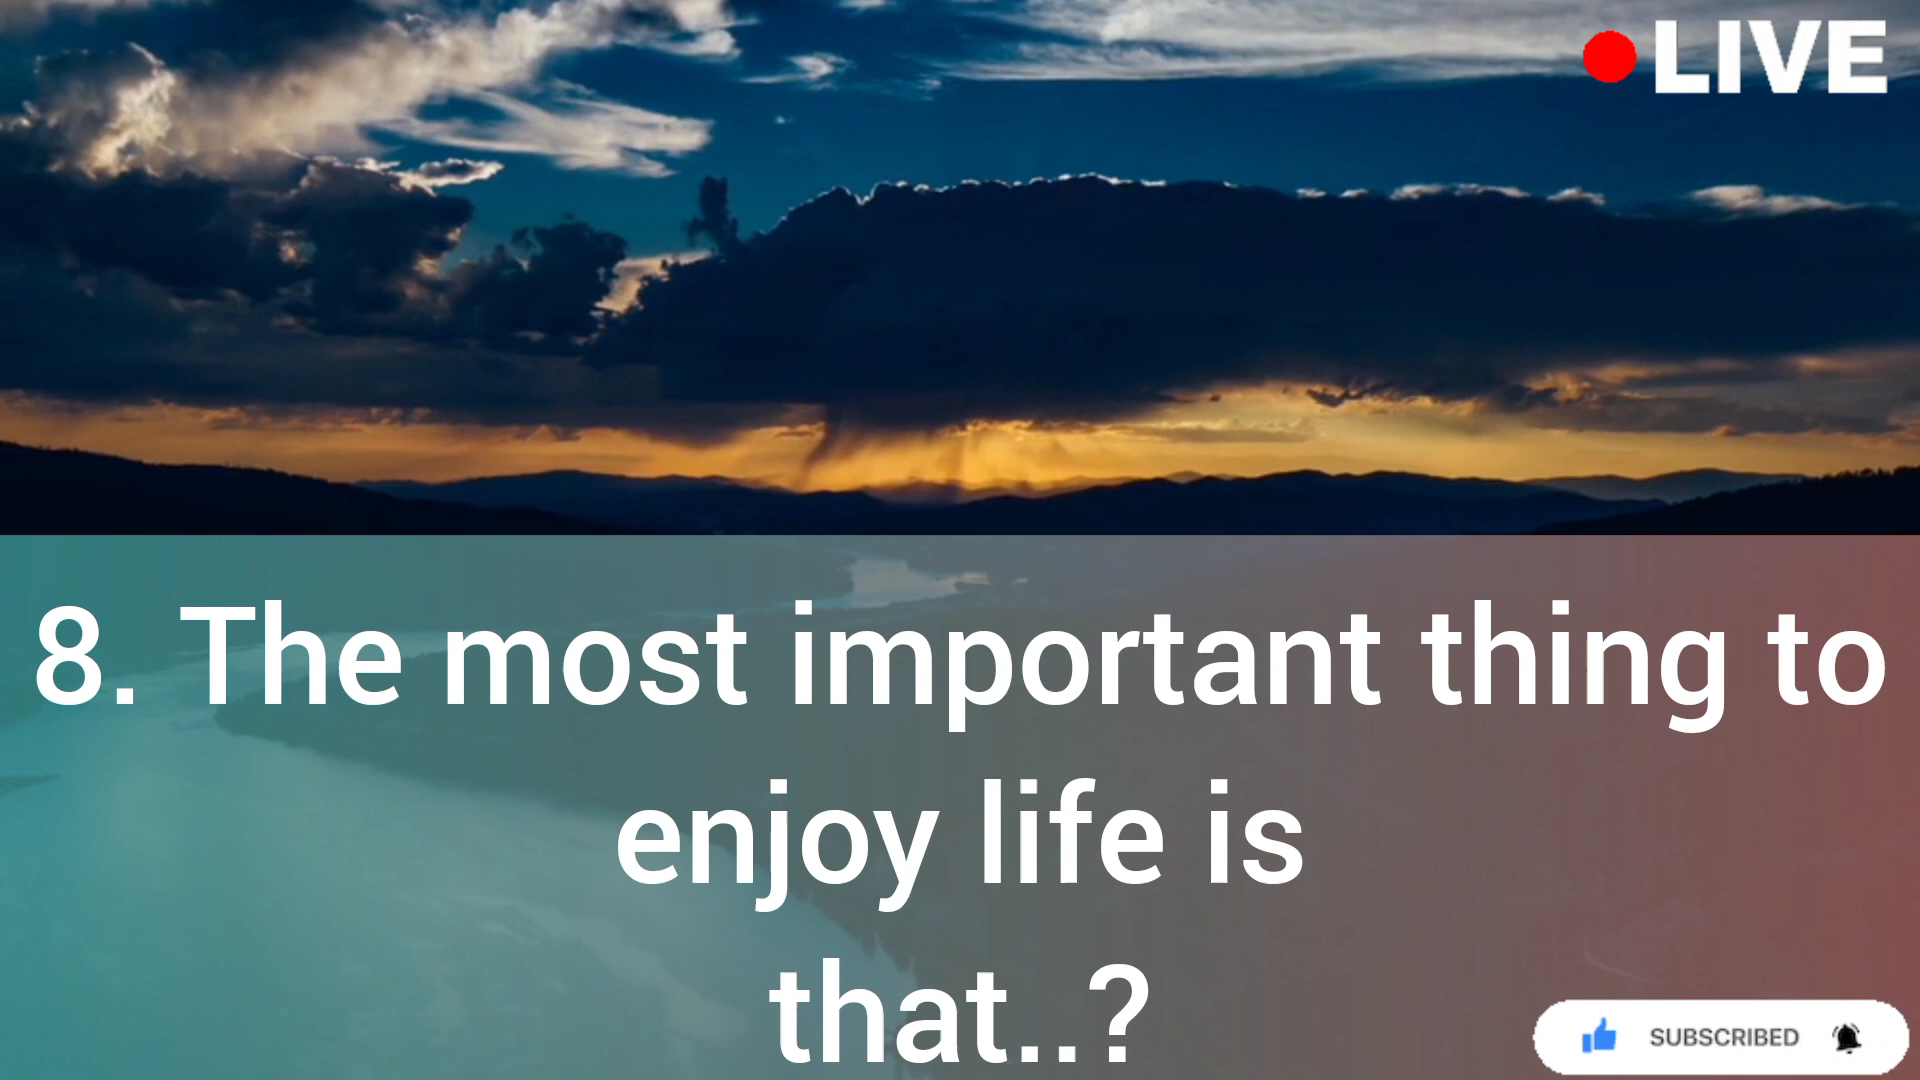 LIVE
8. The most important thing to
enjoy life is
that..?
SUBSCRIBED